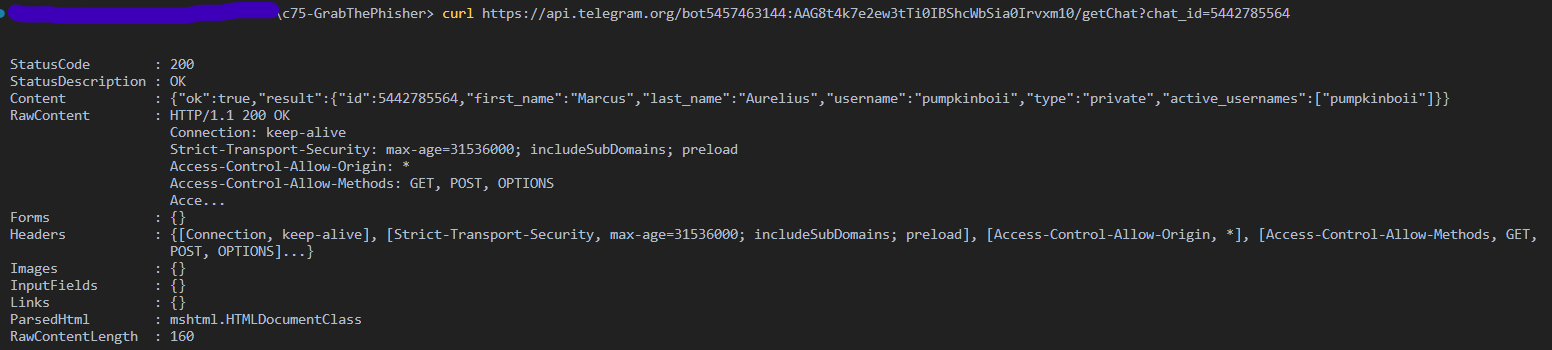 \c75-GrabThePhisher> curl https://api.telegram.org/bot5457463144:AAG8t4k7e2ew3tTi0IBShcWbSia0Irvxm10/getChat?chat_id=5442785564
StatusCode        : 200
StatusDescription : OK
Content           : {"ok":true,"result":{"id":5442785564,"first_name":"Marcus","last_name":"Aurelius","username":"pumpkinboii","type":"private","active_usernames":["pumpkinboii"]}}
RawContent        : HTTP/1.1 200 OK
                    Connection: keep-alive
                    Strict-Transport-Security: max-age=31536000; includeSubDomains; preload
                    Access-Control-Allow-Origin: *
                    Access-Control-Allow-Methods: GET, POST, OPTIONS
                    Acce...
Forms             : {}
Headers           : {[Connection, keep-alive], [Strict-Transport-Security, max-age=31536000; includeSubDomains; preload], [Access-Control-Allow-Origin, *], [Access-Control-Allow-Methods, GET,
                    POST, OPTIONS]...}
Images            : {}
InputFields       : {}
Links             : {}
ParsedHtml        : mshtml.HTMLDocumentClass
RawContentLength  : 160